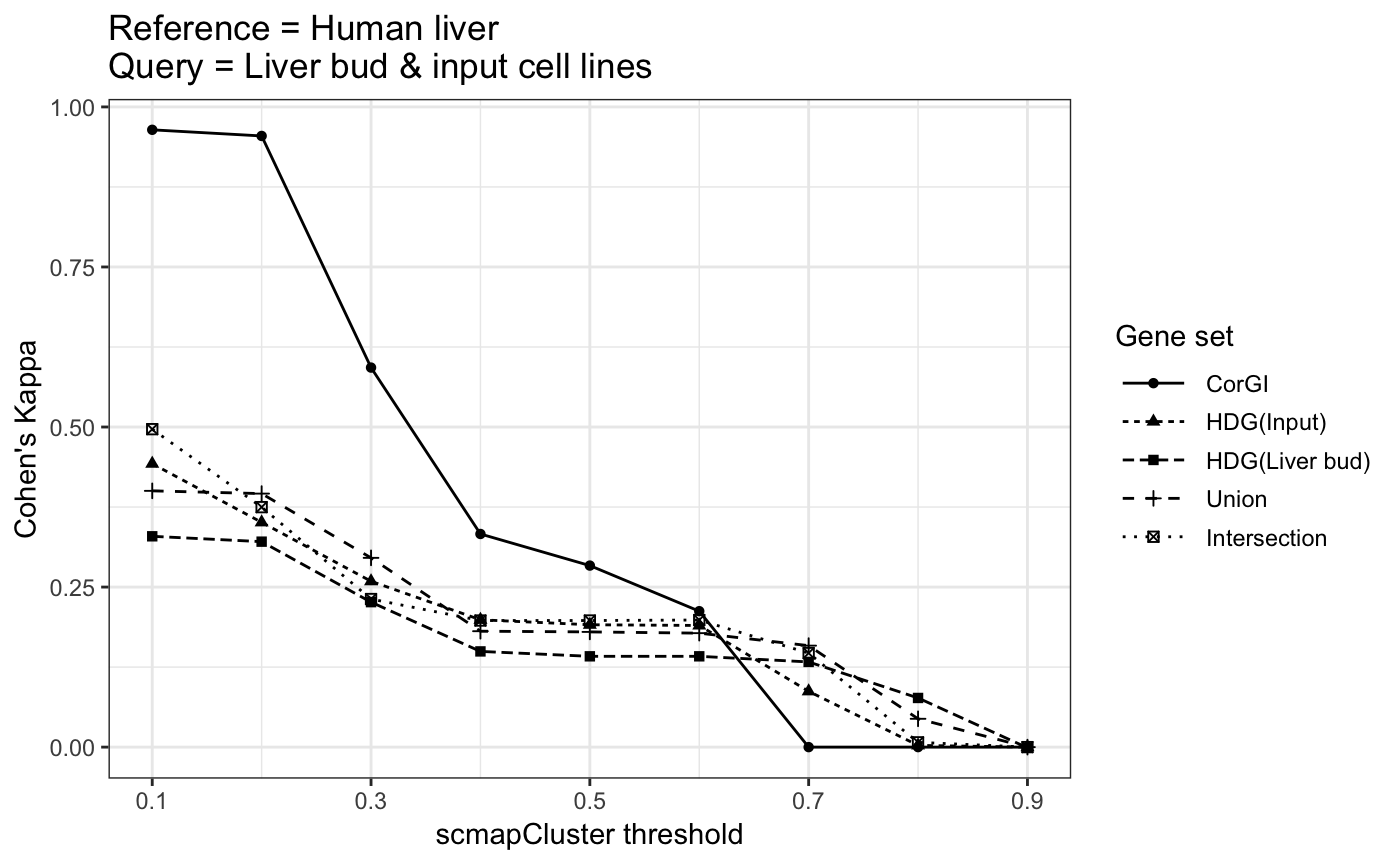 Reference = Human liver
Query = Liver bud & input cell lines
1.00
0.75
0.50
0.25
0.00
Cohen's Kappa
0.1
0.3
0.5
0.7
0.9
scmapCluster threshold
Gene set
CorGI
HDG(Input)
HDG(Liver bud)
Union
Intersection